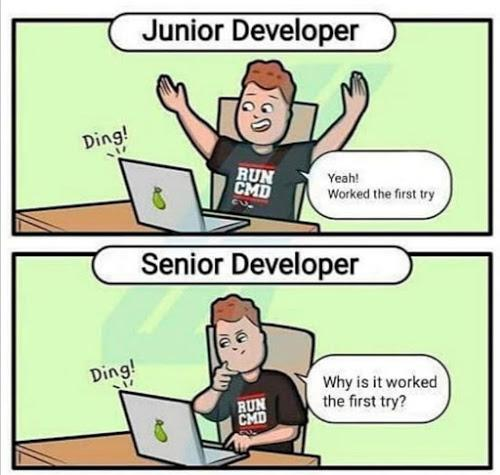 Junior Developer
Ding!
RUN
CMD
C:\
Yeah!
Worked the first try
Senior Developer
Ding!
RUN
CMD
Why is it worked
the first try?